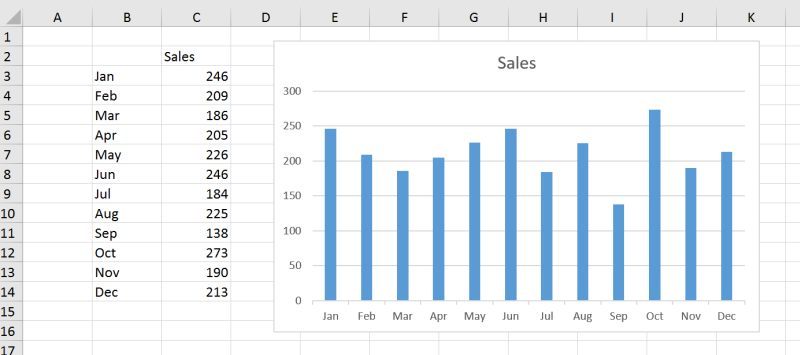 A B C D E F G H I J K
1
2 Sales
3 Jan 246
4 Feb 209
5 Mar 186
6 Apr 205
7 May 226
8 Jun 246
9 Jul 184
10 Aug 225
11 Sep 138
12 Oct 273
13 Nov 190
14 Dec 213
15
16
17
Sales
300
250
200
150
100
50
0
Jan Feb Mar Apr May Jun Jul Aug Sep Oct Nov Dec